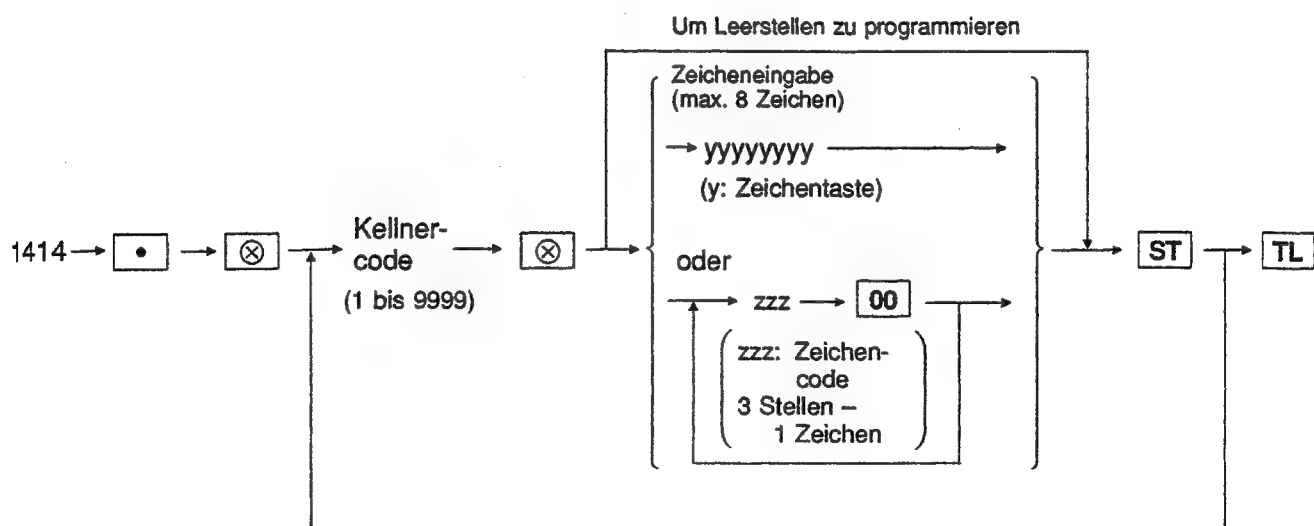 Um Leerstellen zu programmieren
Zeicheneingabe
(max. 8 Zeichen)
yyyyyyyy
(y: Zeichentaste)
1414 • ⊗ Kellner-
code
(1 bis 9999)
⊗
oder
zzz 00
zzz: Zeichen-
code
3 Stellen –
1 Zeichen
ST TL